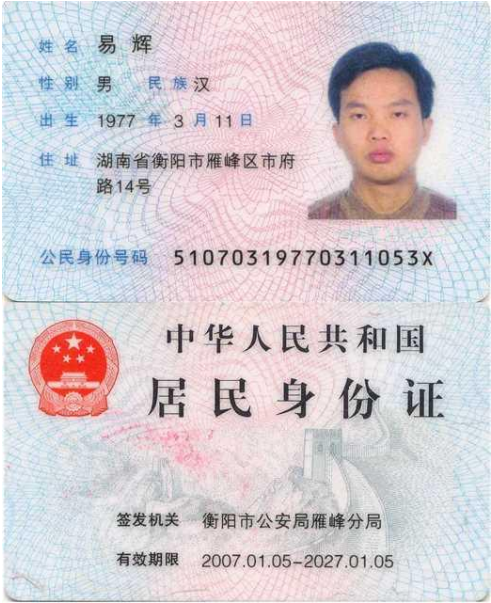 姓名 易辉
性别 男 民族 汉
出生 1977 年 3 月 11 日
住址 湖南省衡阳市雁峰区市府
路14号
公民身份号码 51070319770311053X
中华人民共和国
居民身份证
签发机关 衡阳市公安局雁峰分局
有效期限 2007.01.05-2027.01.05